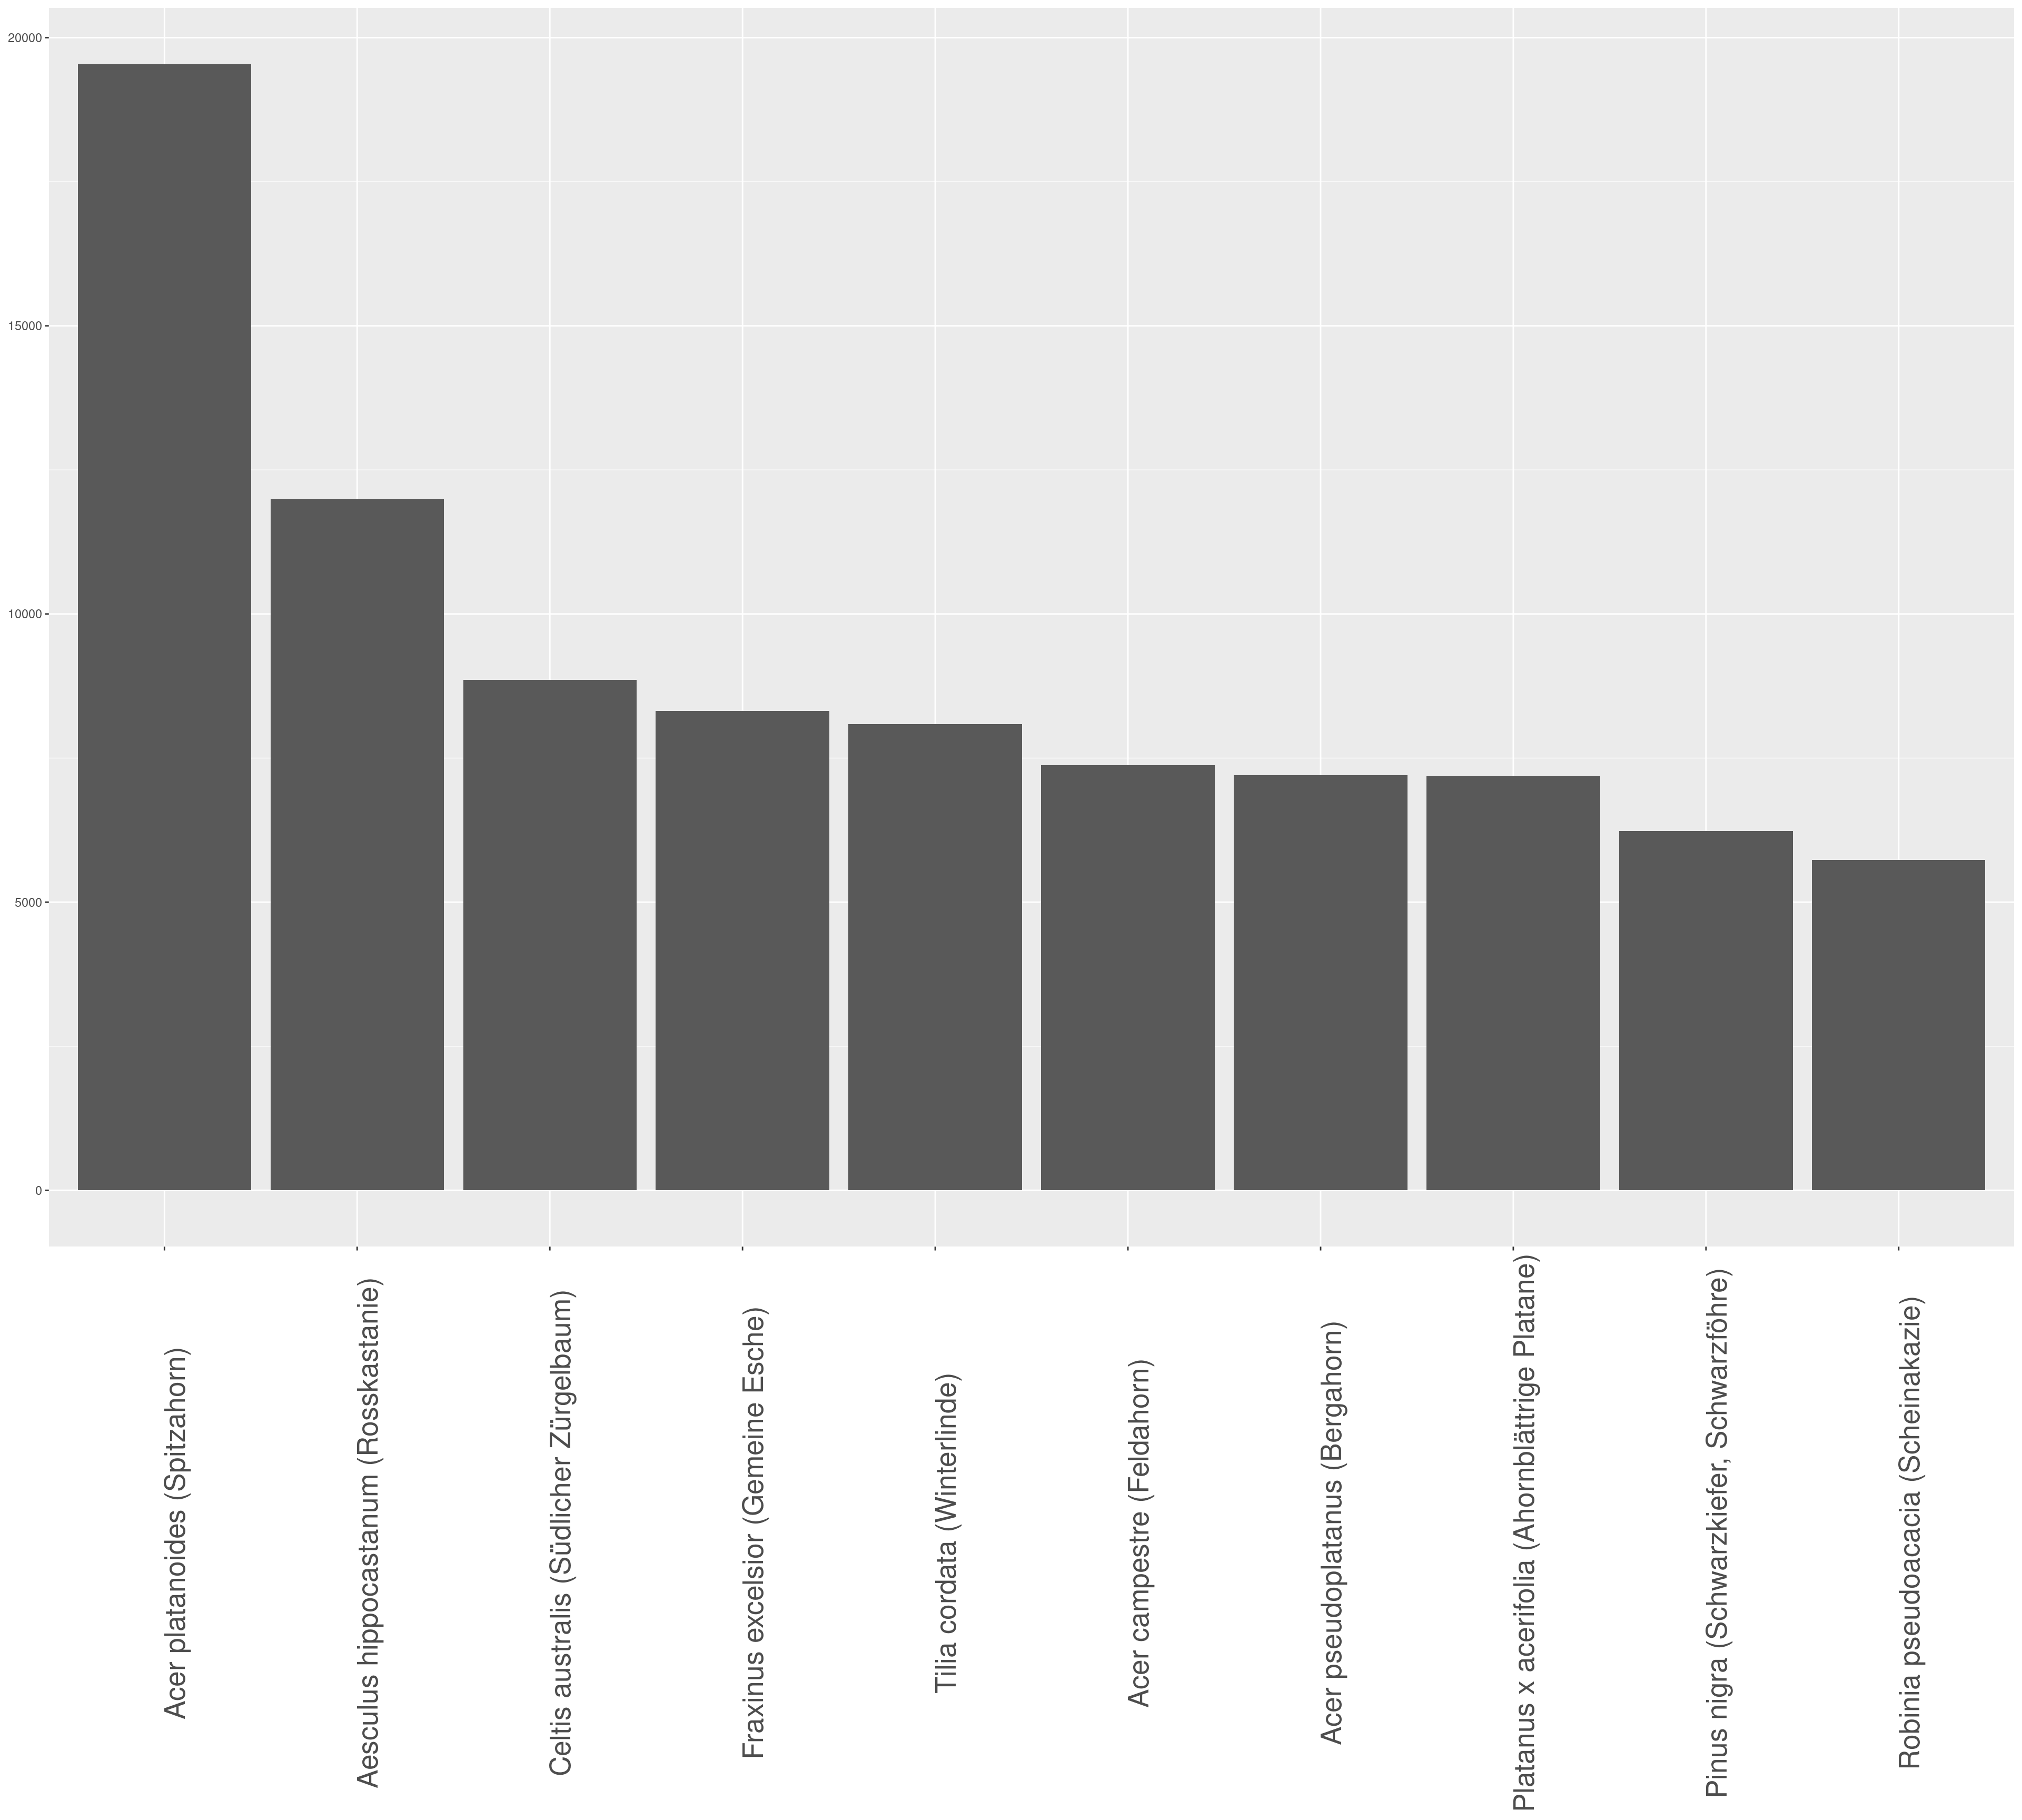 20000
15000
10000
5000
0
Acer platanoides (Spitzahorn)
Aesculus hippocastanum (Rosskastanie)
Celtis australis (Südlicher Zürgelbaum)
Fraxinus excelsior (Gemeine Esche)
Tilia cordata (Winterlinde)
Acer campestre (Feldahorn)
Acer pseudoplatanus (Bergahorn)
Platanus x acerifolia (Ahornblättrige Platane)
Pinus nigra (Schwarzkiefer, Schwarzföhre)
Robinia pseudoacacia (Scheinakazie)